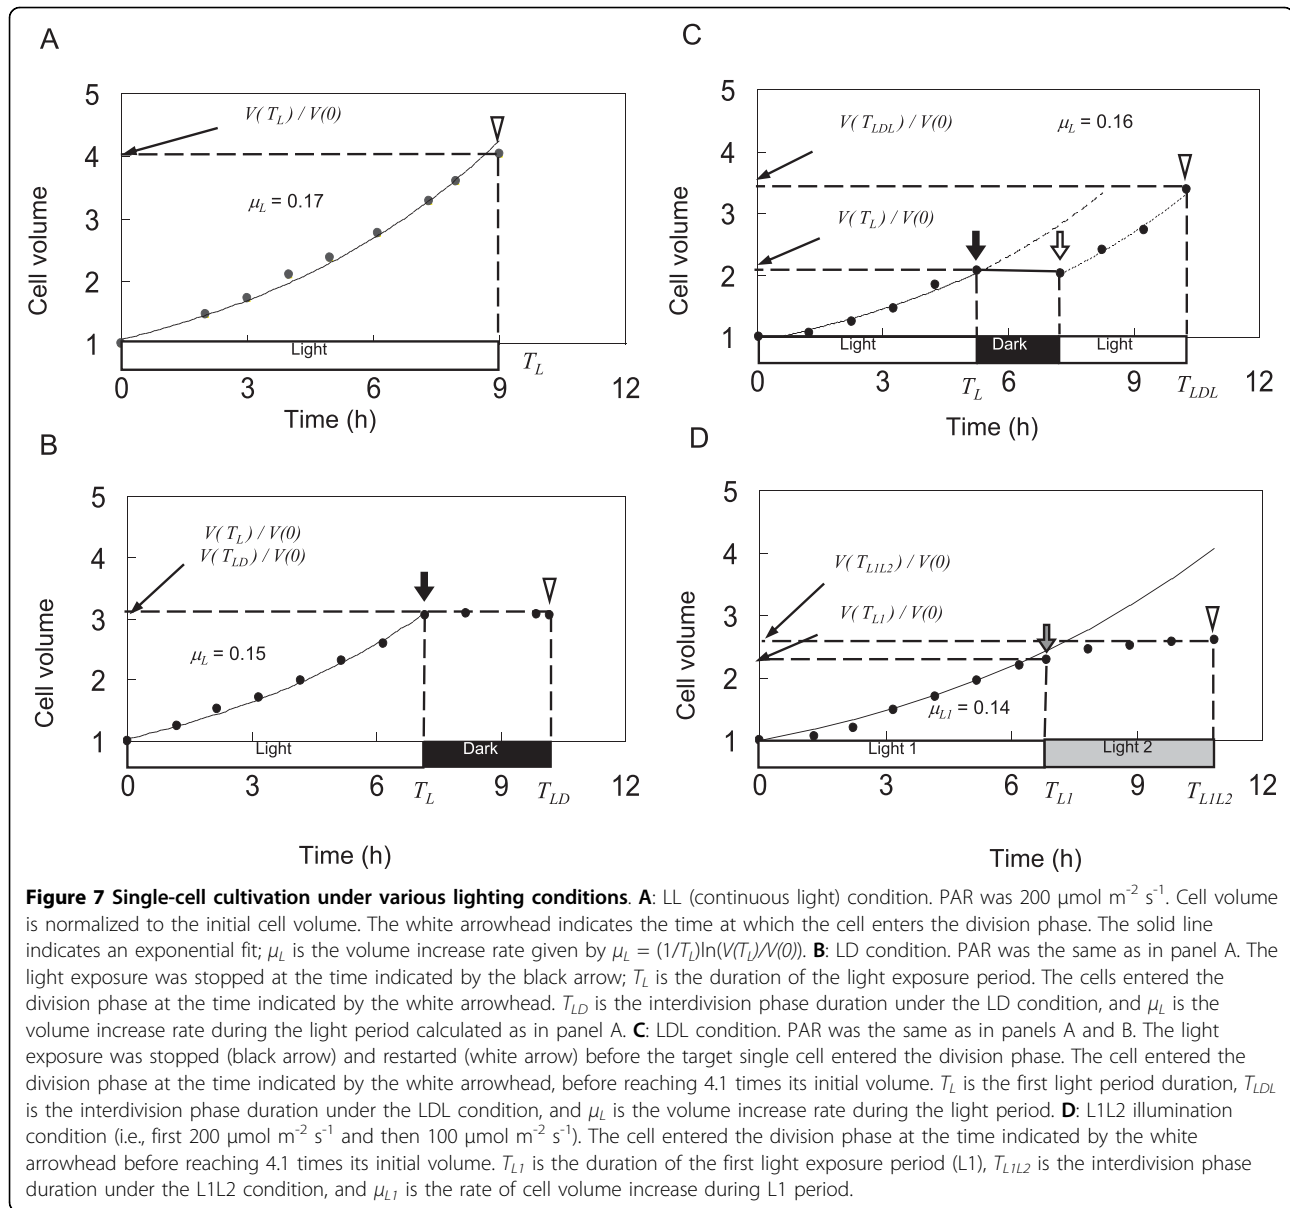 A
5
4
3
2
1
Cell volume
V(T_L) / V(0)
μ_L = 0.17
Light
T_L
0 3 6 9 12
Time (h)
B
5
4
3
2
1
Cell volume
V(T_L) / V(0)
V(T_LD) / V(0)
μ_L = 0.15
Light Dark
0 3 6 T_L 9 T_LD 12
Time (h)
C
5
4
3
2
1
Cell volume
V(T_LDL) / V(0)
μ_L = 0.16
V(T_L) / V(0)
Light Dark Light
0 3 T_L 6 9 T_LDL 12
Time (h)
D
5
4
3
2
1
Cell volume
V(T_L1L2) / V(0)
V(T_L1) / V(0)
μ_L1 = 0.14
Light 1 Light 2
0 3 6 T_L1 9 T_L1L2 12
Time (h)
Figure 7 Single-cell cultivation under various lighting conditions. A: LL (continuous light) condition. PAR was 200 μmol m⁻² s⁻¹. Cell volume
is normalized to the initial cell volume. The white arrowhead indicates the time at which the cell enters the division phase. The solid line
indicates an exponential fit; μ_L is the volume increase rate given by μ_L = (1/T_L)ln(V(T_L)/V(0)). B: LD condition. PAR was the same as in panel A. The
light exposure was stopped at the time indicated by the black arrow; T_L is the duration of the light exposure period. The cells entered the
division phase at the time indicated by the white arrowhead. T_LD is the interdivision phase duration under the LD condition, and μ_L is the
volume increase rate during the light period calculated as in panel A. C: LDL condition. PAR was the same as in panels A and B. The light
exposure was stopped (black arrow) and restarted (white arrow) before the target single cell entered the division phase. The cell entered the
division phase at the time indicated by the white arrowhead, before reaching 4.1 times its initial volume. T_L is the first light period duration, T_LDL
is the interdivision phase duration under the LDL condition, and μ_L is the volume increase rate during the light period. D: L1L2 illumination
condition (i.e., first 200 μmol m⁻² s⁻¹ and then 100 μmol m⁻² s⁻¹). The cell entered the division phase at the time indicated by the white
arrowhead before reaching 4.1 times its initial volume. T_L1 is the duration of the first light exposure period (L1), T_L1L2 is the interdivision phase
duration under the L1L2 condition, and μ_L1 is the rate of cell volume increase during L1 period.